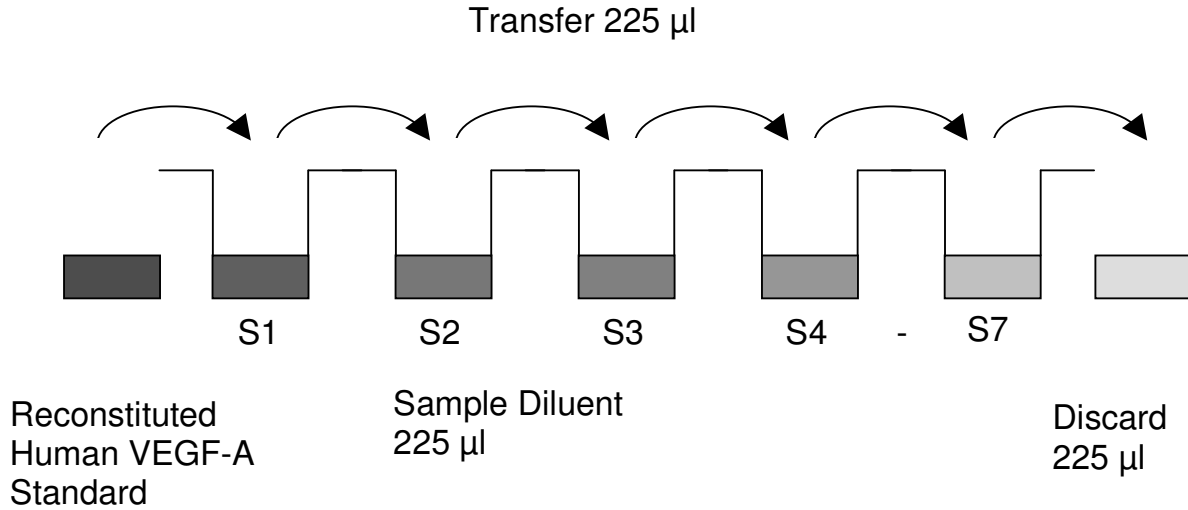 Transfer 225 µl
S1 S2 S3 S4 - S7
Reconstituted
Human VEGF-A
Standard
Sample Diluent
225 µl
Discard
225 µl